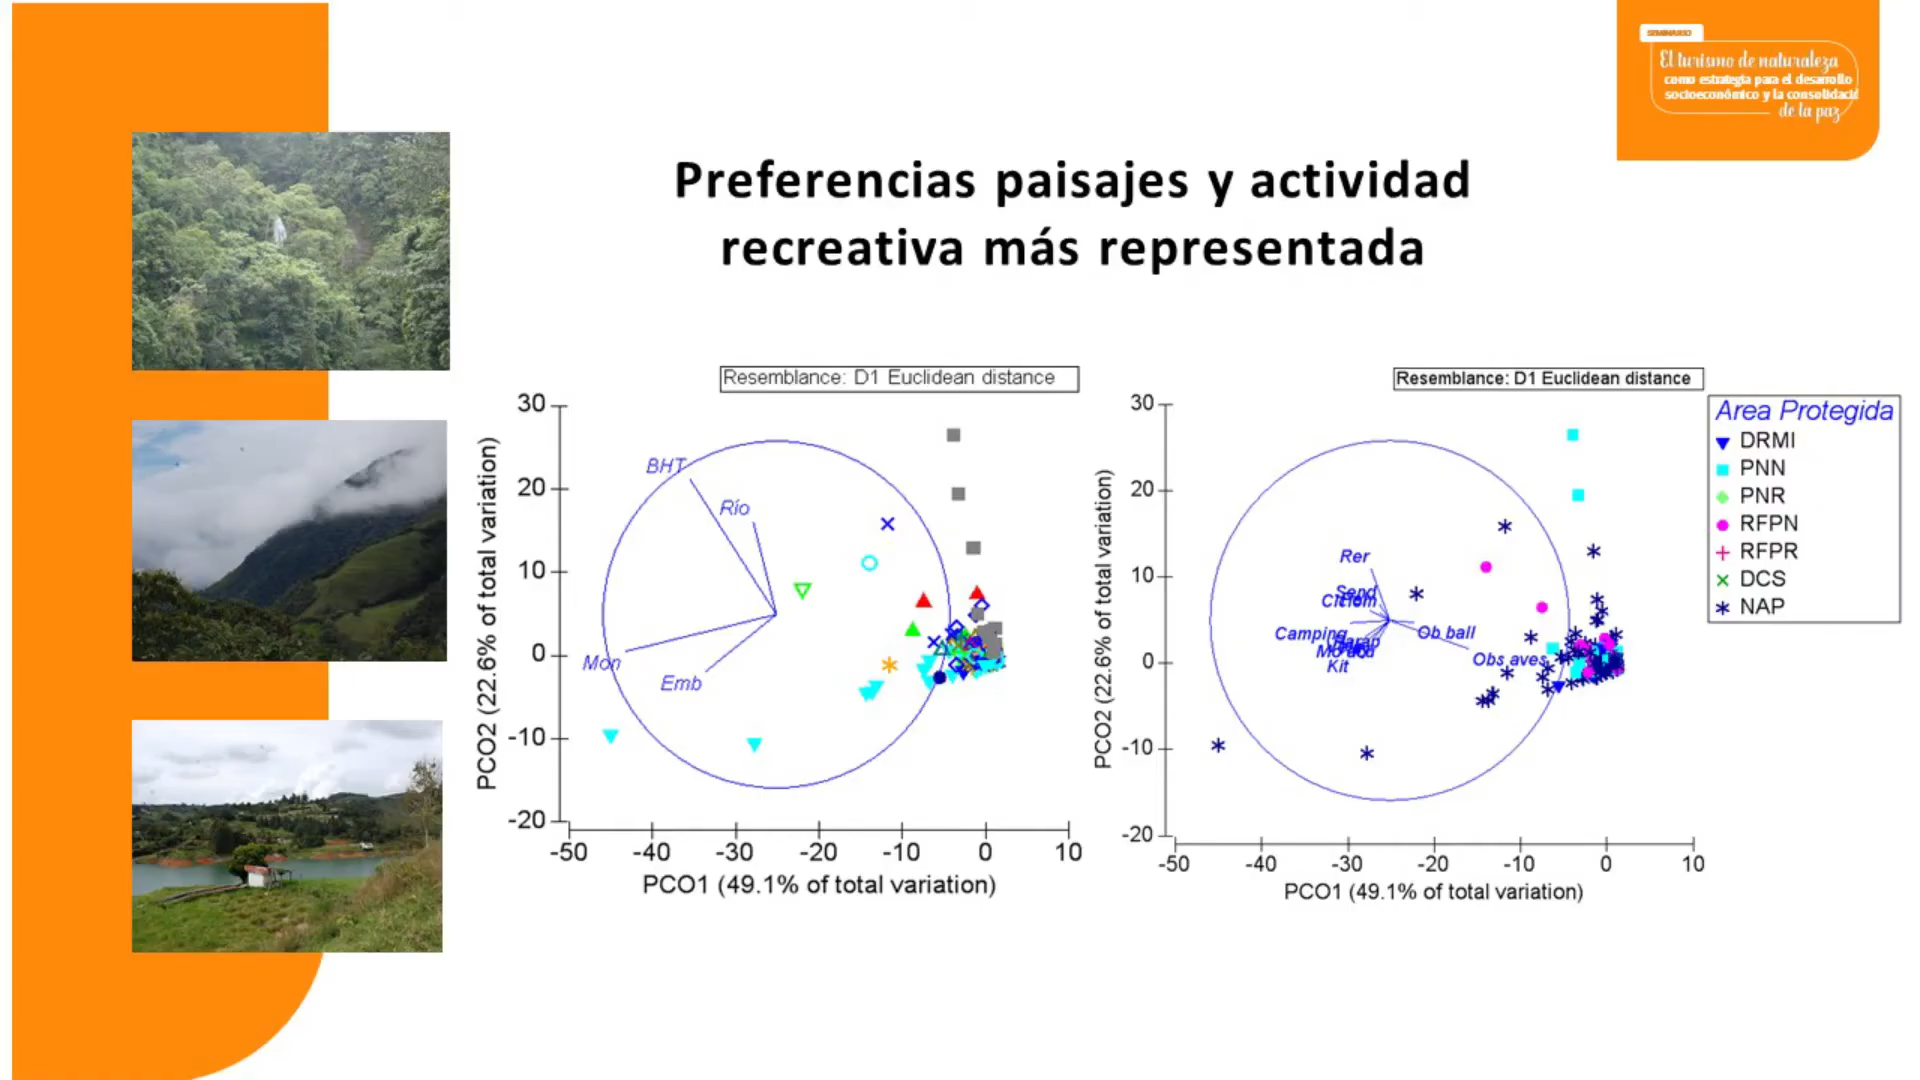 SEMINARIO
El turismo de naturaleza
como estrategia para el desarrollo
socioeconómico y la consolidació
de la paz
Preferencias paisajes y actividad
recreativa más representada
Resemblance: D1 Euclidean distance
30
20
10
0
-10
-20
PCO2 (22.6% of total variation)
BHT
Río
Mon
Emb
-50 -40 -30 -20 -10 0 10
PCO1 (49.1% of total variation)
Resemblance: D1 Euclidean distance
30
20
10
0
-10
-20
PCO2 (22.6% of total variation)
Rer
Send
Camping
Ob ball
Obs aves
Kit
-50 -40 -30 -20 -10 0 10
PCO1 (49.1% of total variation)
Area Protegida
DRMI
PNN
PNR
RFPN
RFPR
DCS
NAP